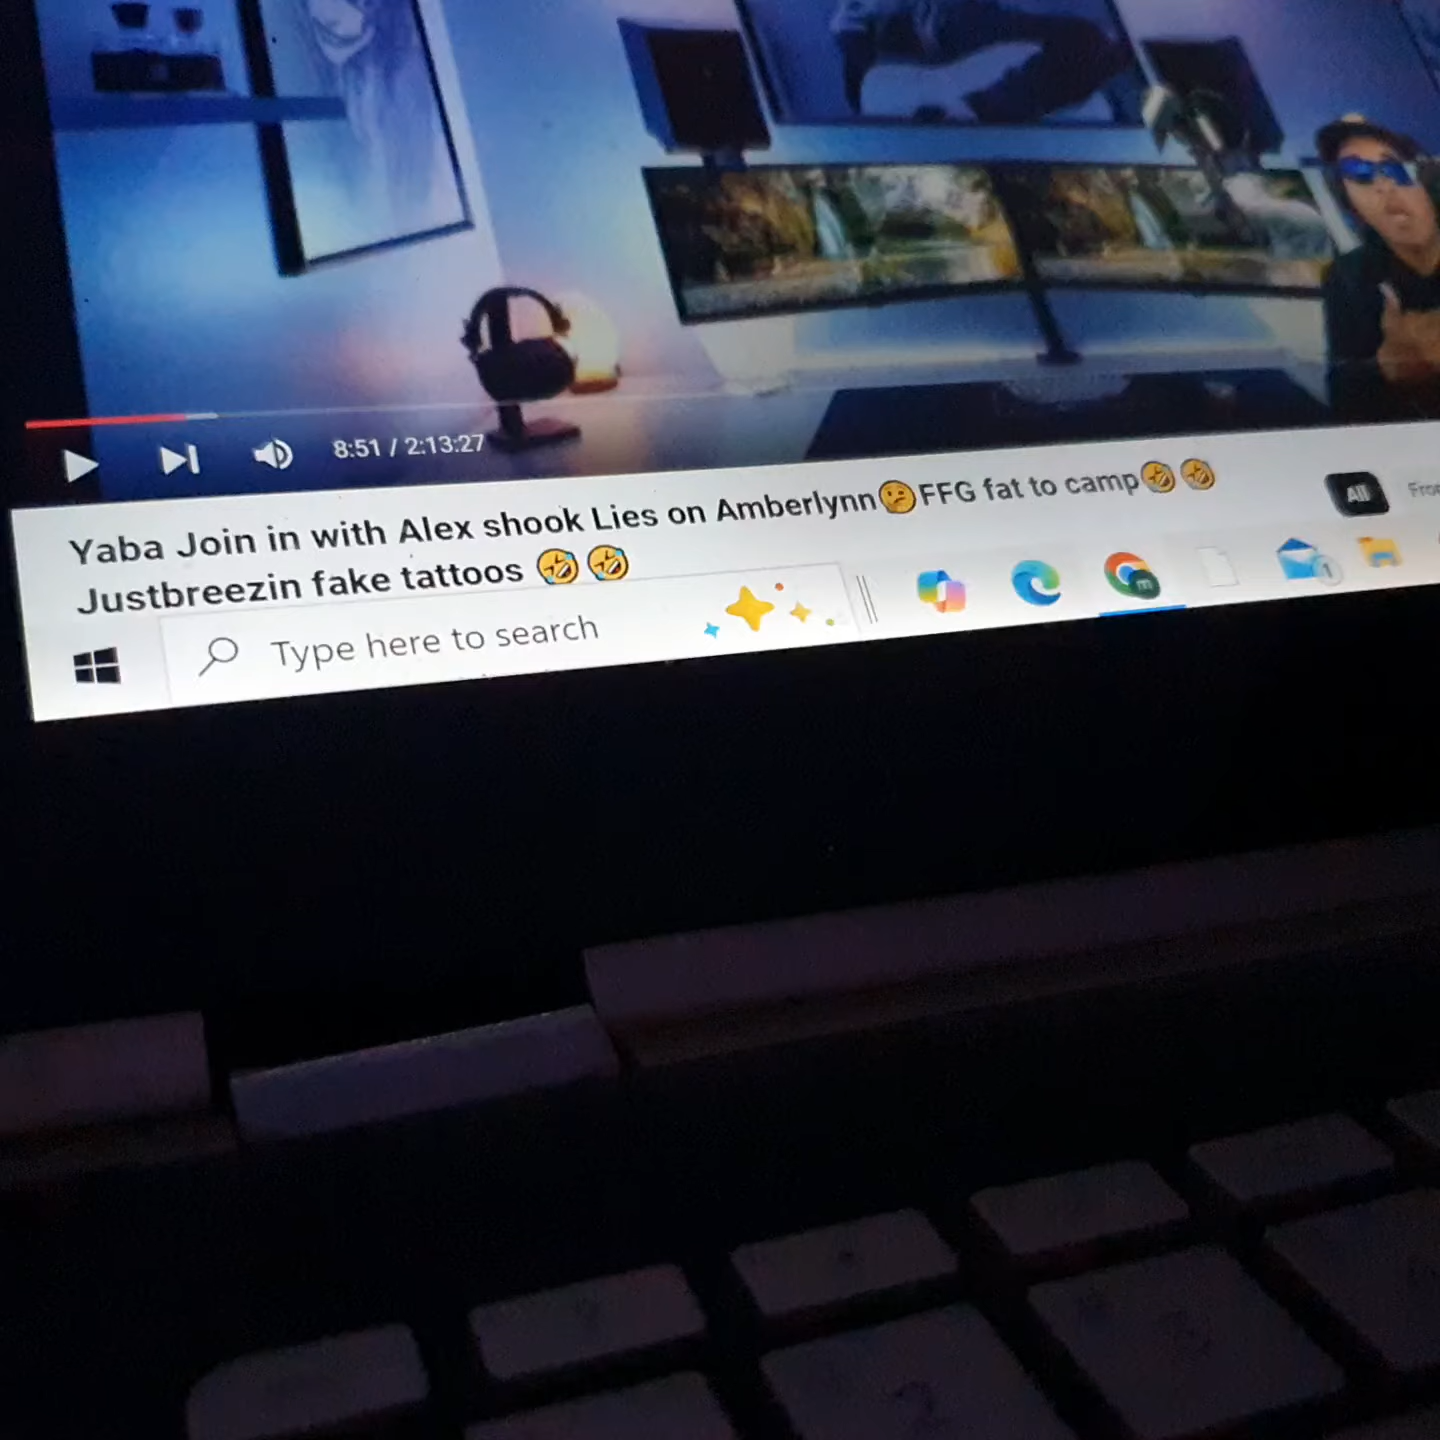 8:51 / 2:13:27
Yaba Join in with Alex shook Lies on Amberlynn🫤FFG fat to camp🤣🤣
Justbreezin fake tattoos 🤣🤣
All
Type here to search
m
1